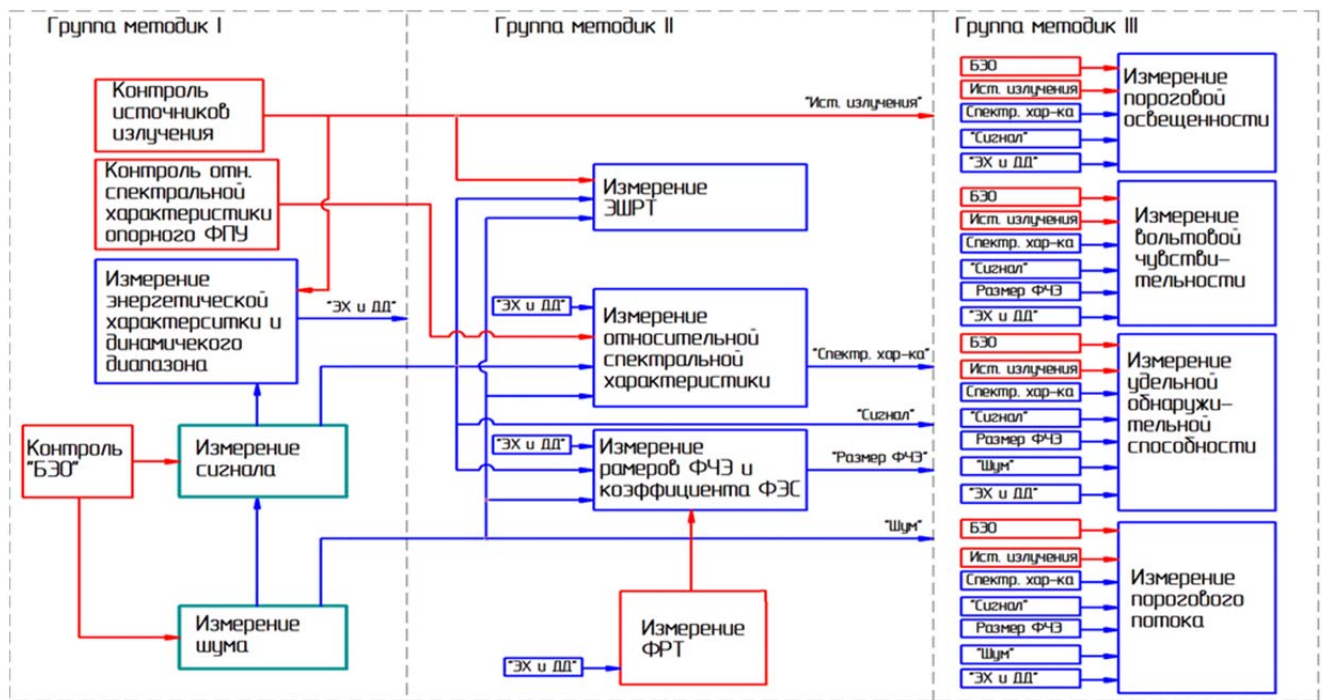 Группа методик I
Контроль
источников
излучения
Контроль отн.
спектральной
характеристики
опорного ФПУ
Измерение
энергетической
характерситки и
динамичекого
диапазона
"ЭХ и ДД"
Контроль
"БЗО"
Измерение
сигнала
Измерение
шума
Группа методик II
"Ист. излучения"
Измерение
ЭШРТ
"ЭХ и ДД"
Измерение
относительной
спектральной
характеристики
"Спектр. хар-ка"
"Сигнал"
"ЭХ и ДД"
Измерение
рамеров ФЧЭ и
коэффициента ФЭС
"Размер ФЧЭ"
"Шум"
Измерение
ФРТ
"ЭХ и ДД"
Группа методик III
БЗО
Ист. излучения
Спектр. хар-ка
"Сигнал"
"ЭХ и ДД"
Измерение
пороговой
освещенности
БЗО
Ист. излучения
Спектр. хар-ка
"Сигнал"
Размер ФЧЭ
"ЭХ и ДД"
Измерение
вольтовой
чувстви-
тельности
БЗО
Ист. излучения
Спектр. хар-ка
"Сигнал"
Размер ФЧЭ
"Шум"
"ЭХ и ДД"
Измерение
удельной
обнаружи-
тельной
способности
БЗО
Ист. излучения
Спектр. хар-ка
"Сигнал"
Размер ФЧЭ
"Шум"
"ЭХ и ДД"
Измерение
порогового
потока